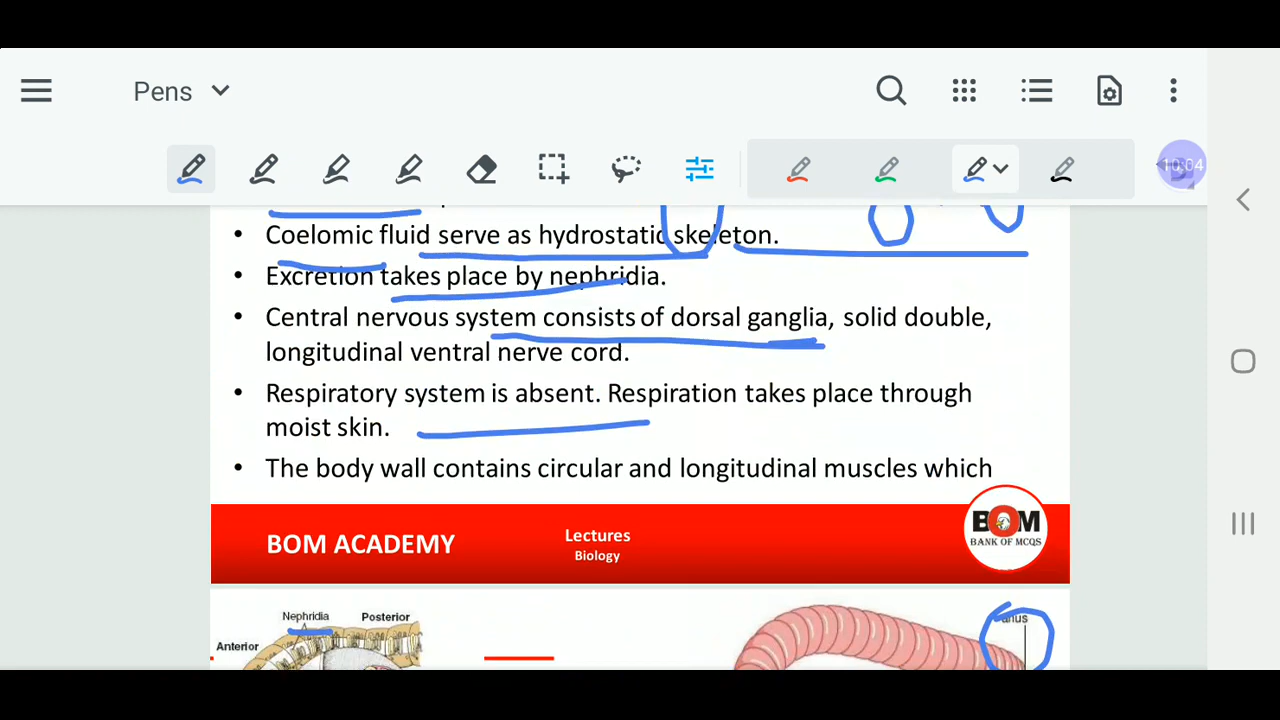 Pens
10:04
• Coelomic fluid serve as hydrostatic skeleton.
• Excretion takes place by nephridia.
• Central nervous system consists of dorsal ganglia, solid double,
longitudinal ventral nerve cord.
• Respiratory system is absent. Respiration takes place through
moist skin.
• The body wall contains circular and longitudinal muscles which
BOM ACADEMY
Lectures
Biology
BOM
BANK OF MCQS
Nephridia
Posterior
Anterior